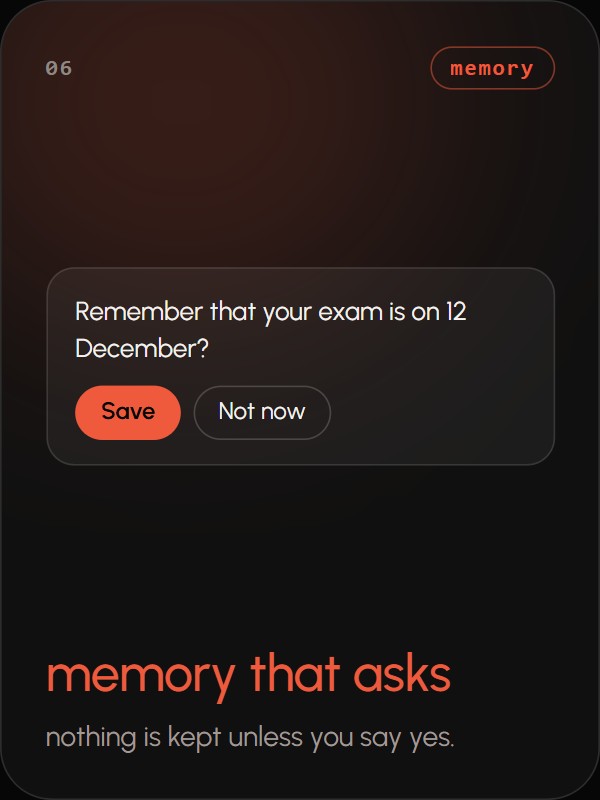 06
memory
Remember that your exam is on 12
December?
Save
Not now
memory that asks
nothing is kept unless you say yes.